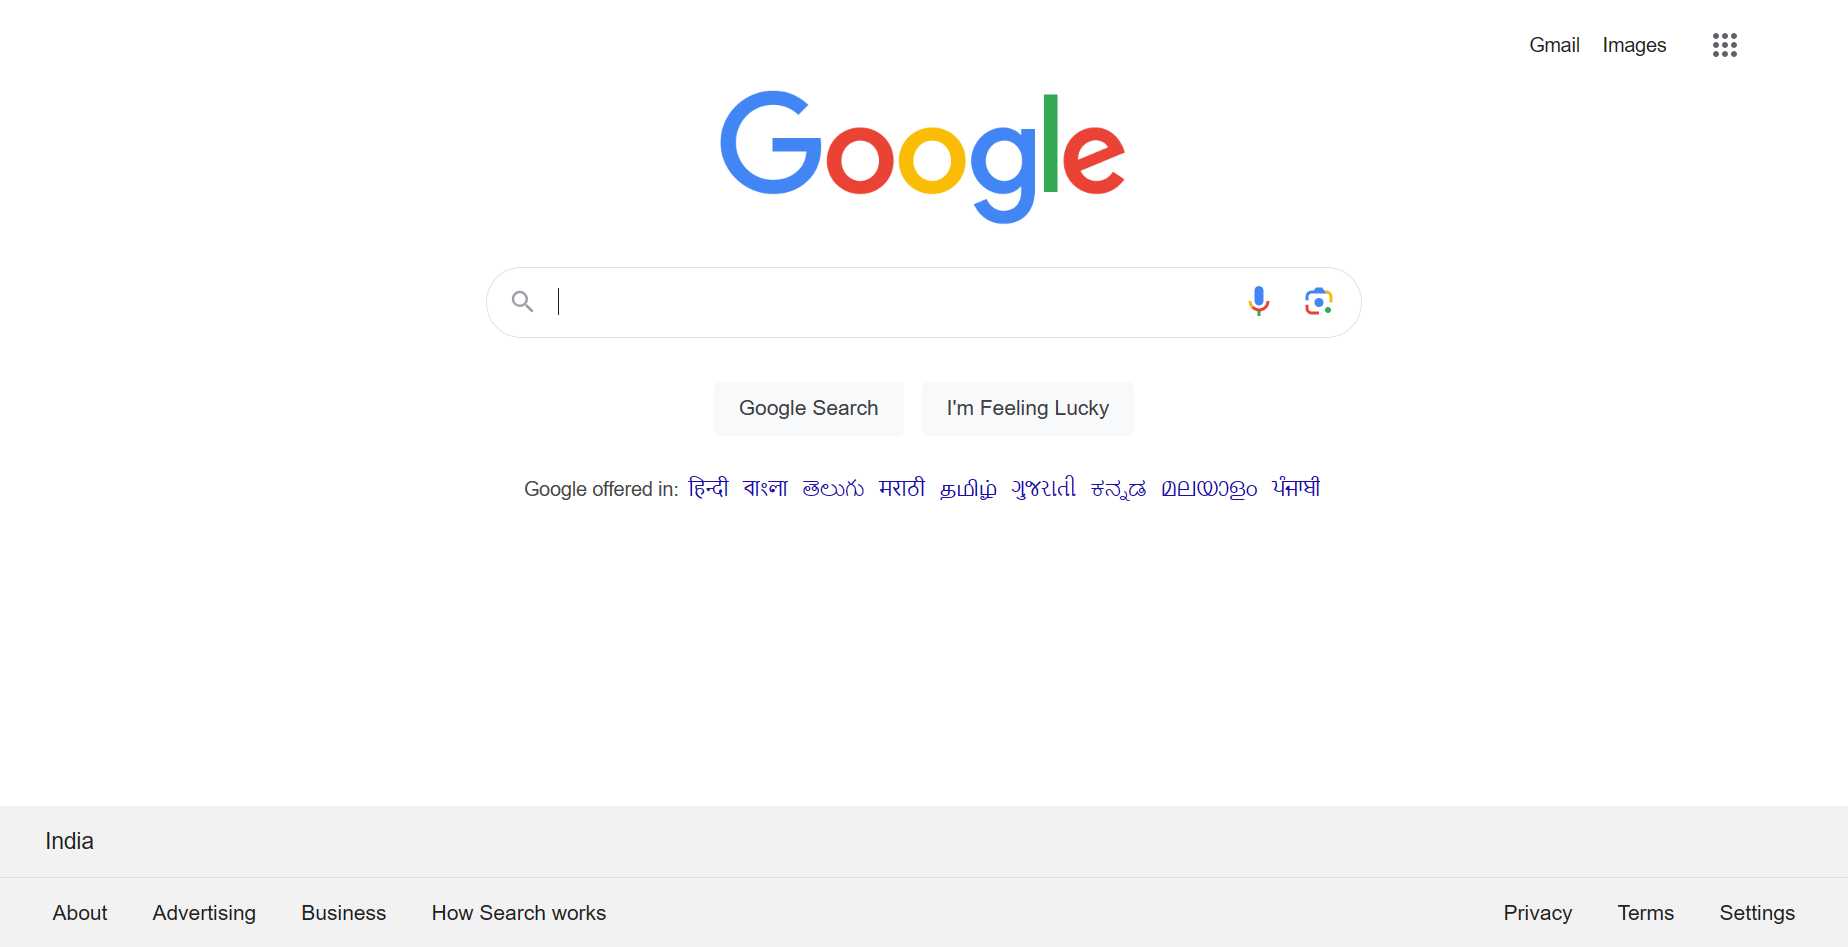 Gmail Images
Google
Google Search I'm Feeling Lucky
Google offered in: हिन्दी বাংলা తెలుగు मराठी தமிழ் ગુજરાતી ಕನ್ನಡ മലയാളം ਪੰਜਾਬੀ
India
About Advertising Business How Search works Privacy Terms Settings